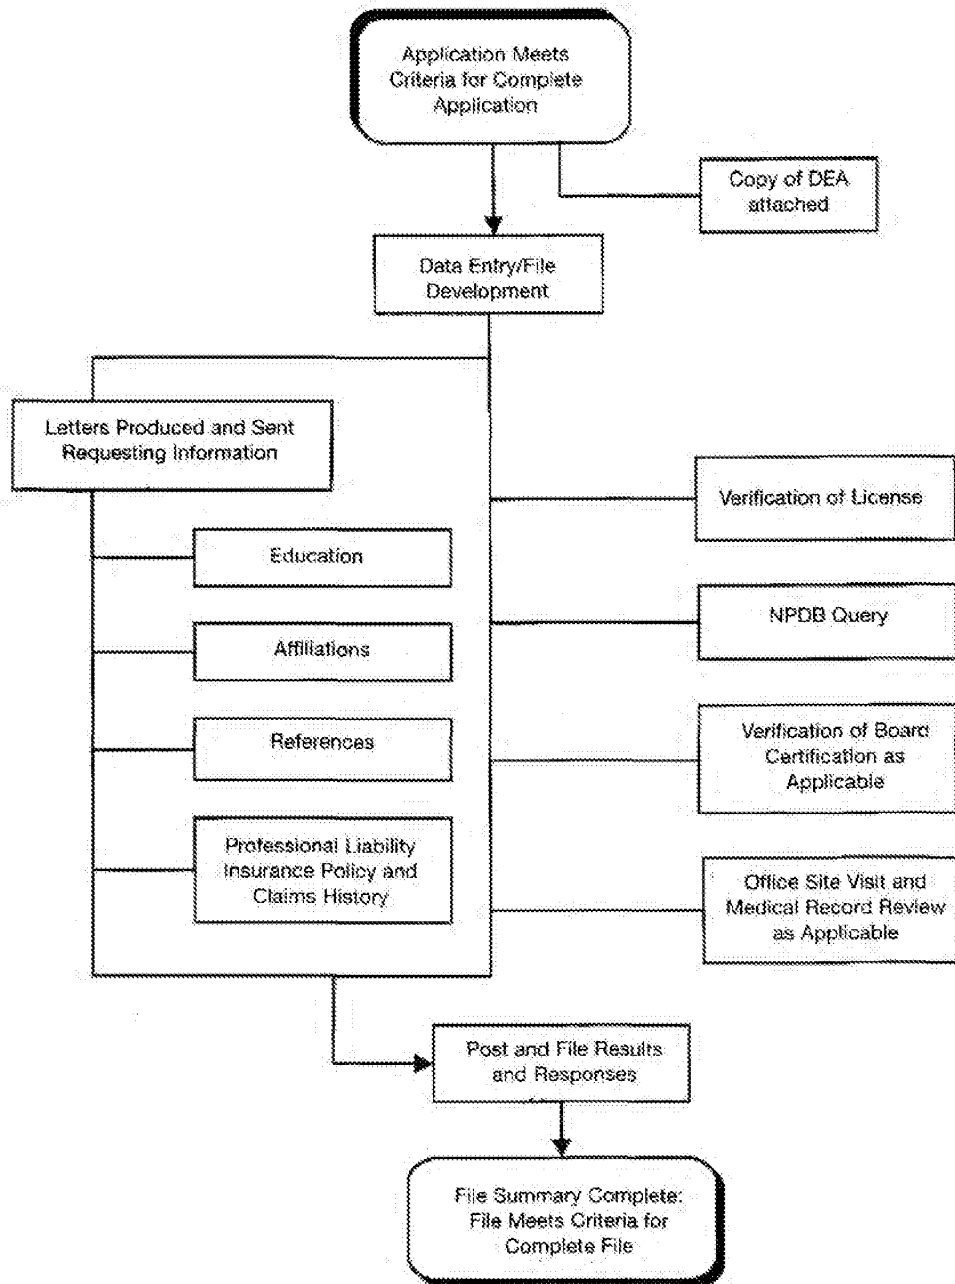 Application Meets
Criteria for Complete
Application
Copy of DEA
attached
Data Entry/File
Development
Letters Produced and Sent
Requesting Information
Verification of License
Education
NPDB Query
Affiliations
Verification of Board
Certification as
Applicable
References
Professional Liability
Insurance Policy and
Claims History
Office Site Visit and
Medical Record Review
as Applicable
Post and File Results
and Responses
File Summary Complete:
File Meets Criteria for
Complete File